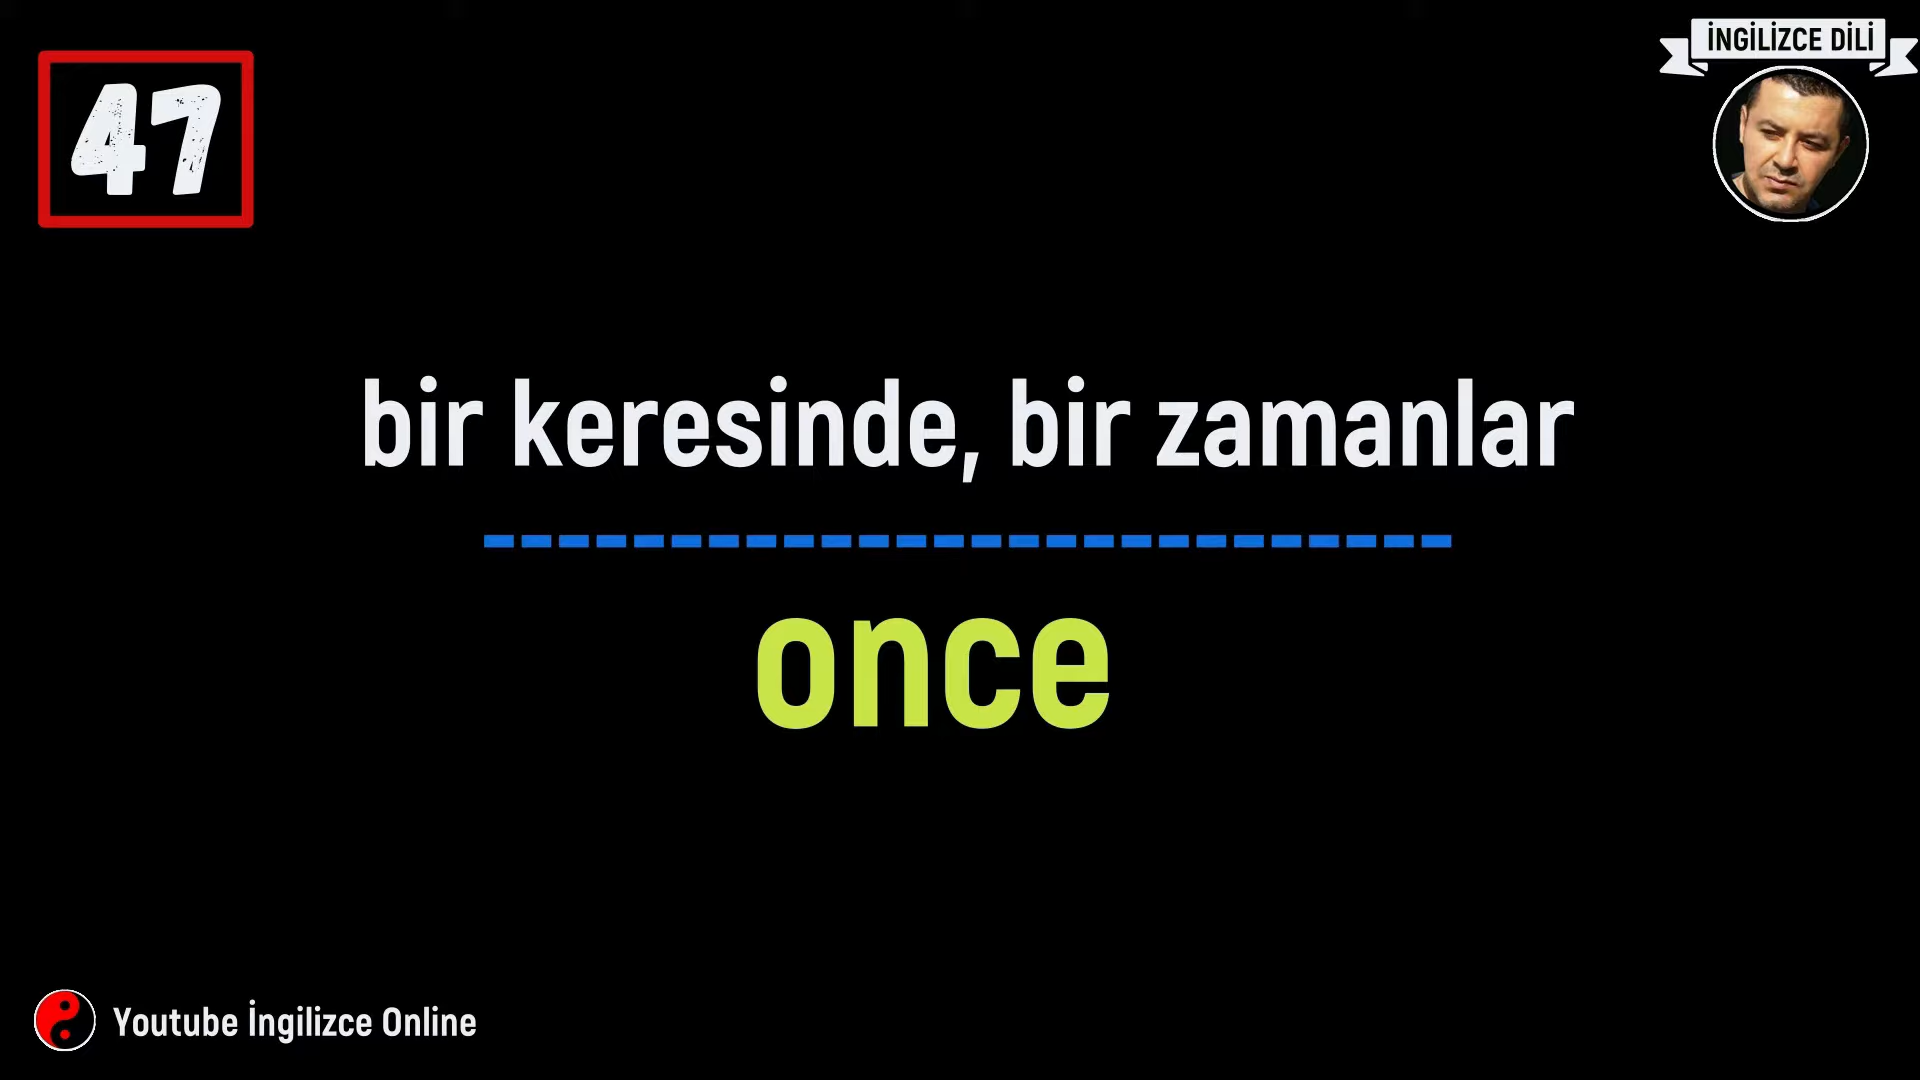 47
İNGİLİZCE DİLİ
bir keresinde, bir zamanlar
once
Youtube İngilizce Online